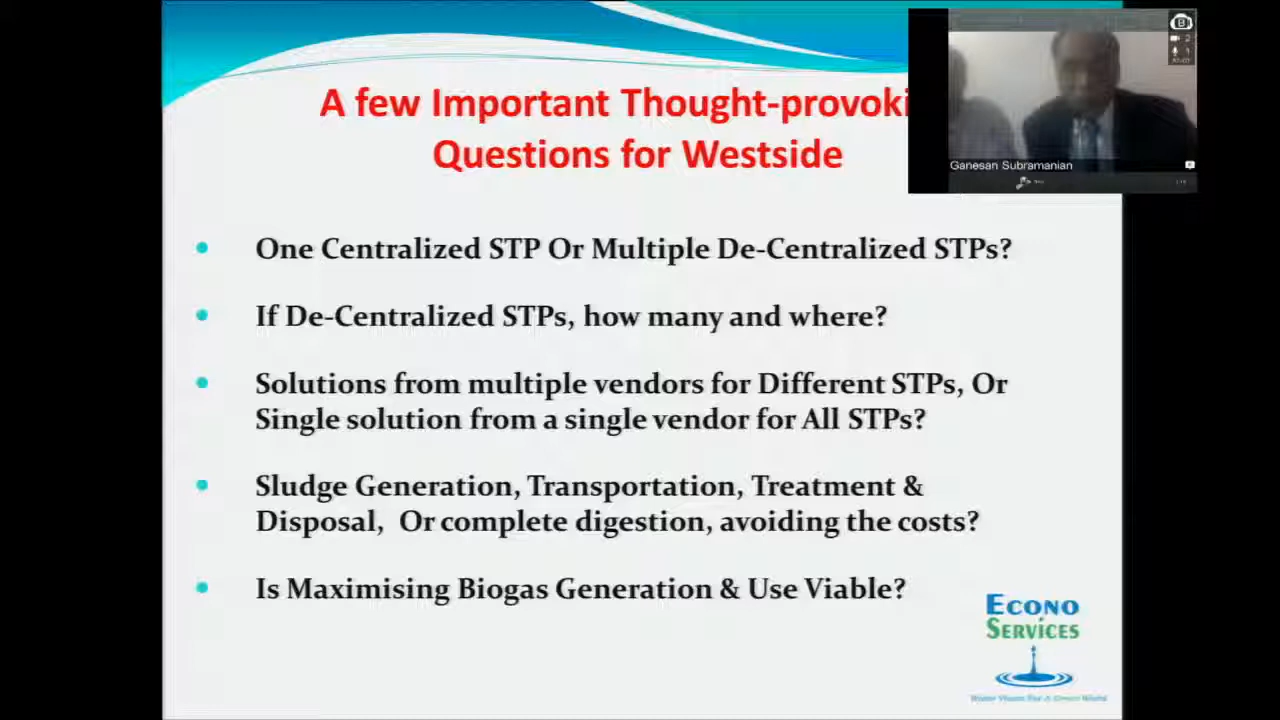 A few Important Thought-provoki
Questions for Westside
Ganesan Subramanian
• One Centralized STP Or Multiple De-Centralized STPs?
• If De-Centralized STPs, how many and where?
• Solutions from multiple vendors for Different STPs, Or
Single solution from a single vendor for All STPs?
• Sludge Generation, Transportation, Treatment &
Disposal, Or complete digestion, avoiding the costs?
• Is Maximising Biogas Generation & Use Viable?
ECONO
SERVICES